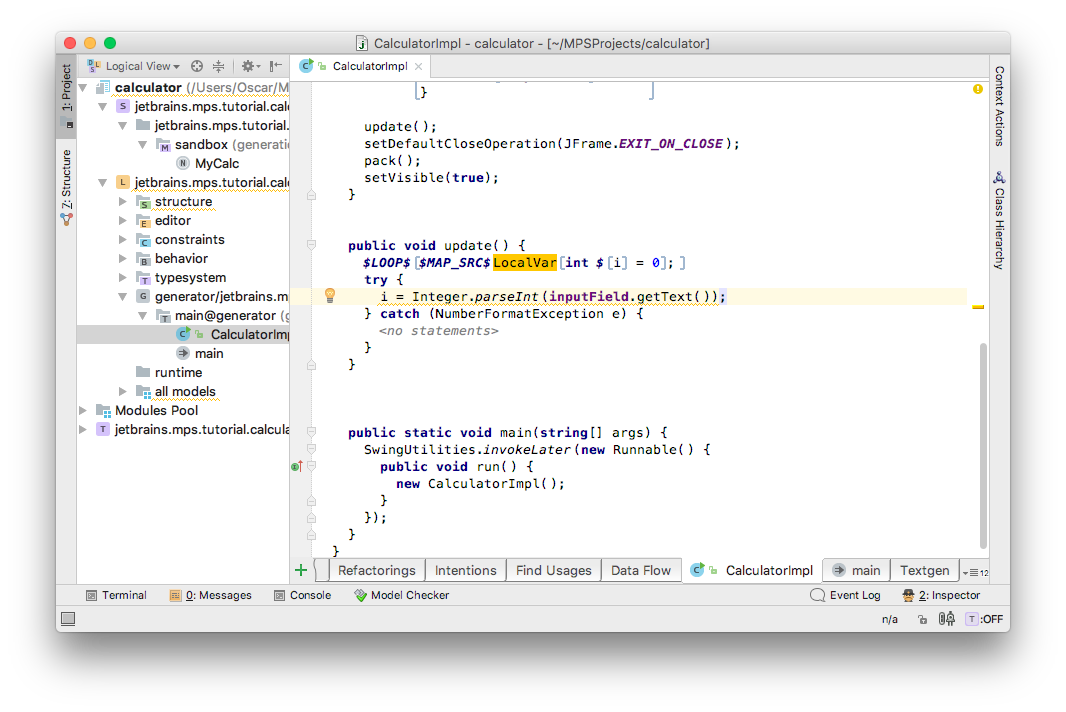 CalculatorImpl - calculator - [~/MPSProjects/calculator]
1: Project
Z: Structure
Logical View
CalculatorImpl
calculator (/Users/Oscar/M
S jetbrains.mps.tutorial.cal
jetbrains.mps.tutorial.
M sandbox (generatio
N MyCalc
L jetbrains.mps.tutorial.cal
S structure
E editor
C constraints
B behavior
T typesystem
G generator/jetbrains.m
T main@generator (g
C CalculatorImp
main
runtime
all models
Modules Pool
T jetbrains.mps.tutorial.calcula
}
update();
setDefaultCloseOperation(JFrame.EXIT_ON_CLOSE);
pack();
setVisible(true);
}
public void update() {
$LOOP$[$MAP_SRC$LocalVar[int $[i] = 0;]
try {
i = Integer.parseInt(inputField.getText());
} catch (NumberFormatException e) {
<no statements>
}
}
public static void main(string[] args) {
SwingUtilities.invokeLater(new Runnable() {
public void run() {
new CalculatorImpl();
}
});
}
}
Context Actions
Class Hierarchy
Refactorings Intentions Find Usages Data Flow C CalculatorImpl main Textgen 12
Terminal 0: Messages Console Model Checker Event Log 2: Inspector
n/a T :OFF